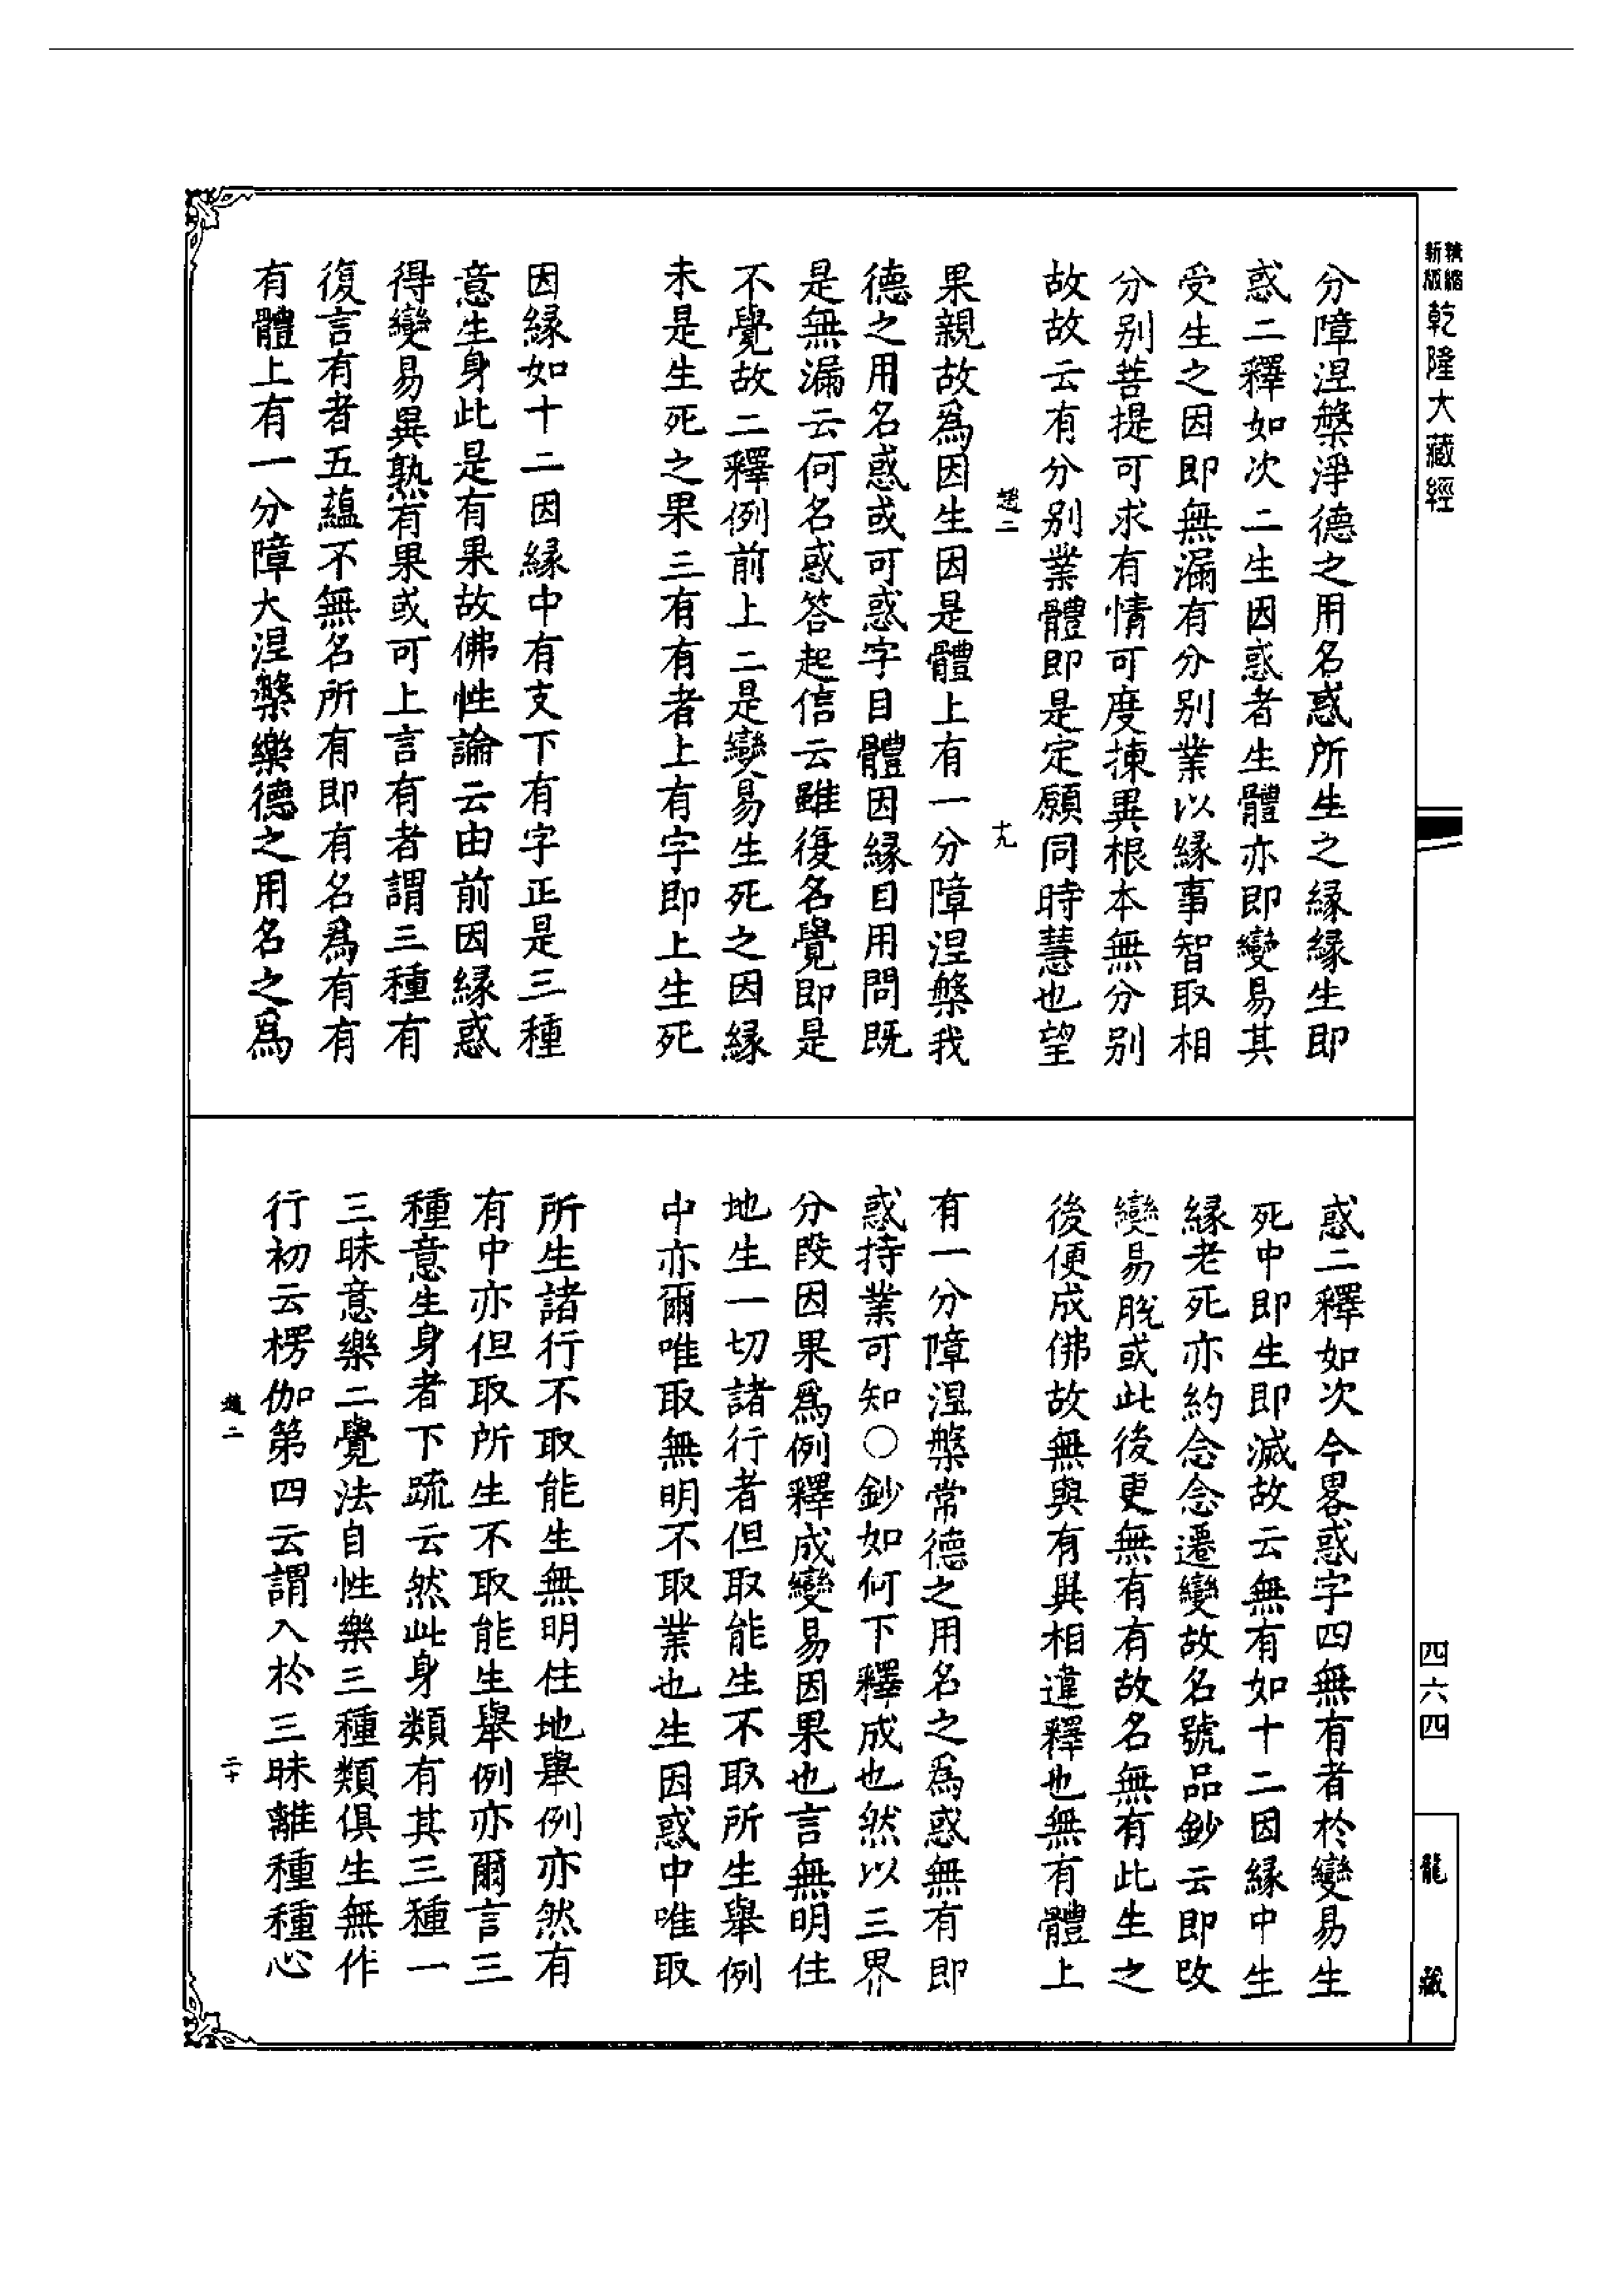 精縮
新版
乾隆大藏經
分障涅槃淨德之用名惑所生之緣緣生即
惑二釋如次二生因惑者生體亦即變易其
受生之因即無漏有分別業以緣事智取相
分別菩提可求有情可度揀異根本無分別
故故云有分別業體即是定願同時慧也望
趙二
十九
果親故爲因生因是體上有一分障涅槃我
德之用名惑或可惑字目體因緣目用問既
是無漏云何名惑答起信云雖復名覺即是
不覺故二釋例前上二是變易生死之因緣
未是生死之果三有有者上有字即上生死
因緣如十二因緣中有支下有字正是三種
意生身此是有果故佛性論云由前因緣惑
得變易異熟有果或可上言有者謂三種有
復言有者五蘊不無名所有即有名爲有有
有體上有一分障大涅槃樂德之用名之爲
惑二釋如次今畧惑字四無有者於變易生
死中即生即滅故云無有如十二因緣中生
緣老死亦約念念遷變故名號品鈔云即改
變易脫或此後更無有有故名無有此生之
後便成佛故無與有與相違釋也無有體上
有一分障涅槃常德之用名之爲惑無有即
惑持業可知○鈔如何下釋成也然以三界
分段因果爲例釋成變易因果也言無明住
地生一切諸行者但取能生不取所生舉例
中亦爾唯取無明不取業也生因惑中唯取
所生諸行不取能生無明住地舉例亦然有
有中亦但取所生不取能生舉例亦爾言三
種意生身者下疏云然此身類有其三種一
三昧意樂二覺法自性樂三種類俱生無作
行初云楞伽第四云謂入於三昧離種種心
趙二
二十
四六四
龍藏